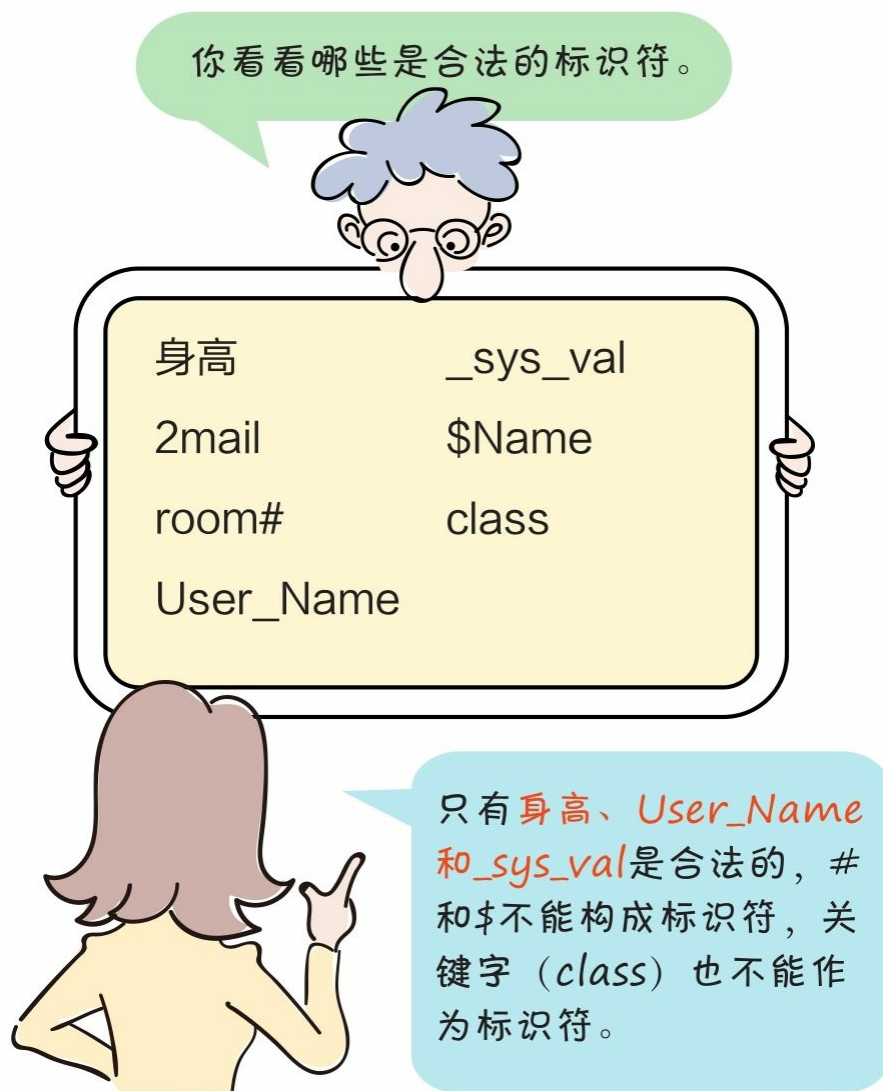 你看看哪些是合法的标识符。
身高
_sys_val
2mail
$Name
room#
class
User_Name
只有身高、User_Name
和_sys_val是合法的，#
和$不能构成标识符，关
键字（class）也不能作
为标识符。